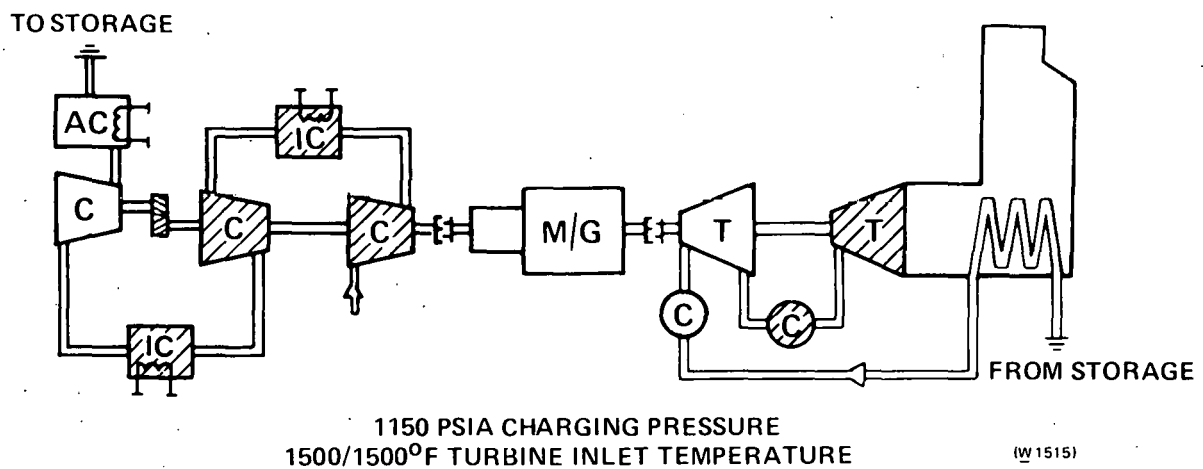 TO STORAGE
AC
IC
C
C
C
M/G
T
T
C
C
IC
FROM STORAGE
1150 PSIA CHARGING PRESSURE
1500/1500°F TURBINE INLET TEMPERATURE
(W1515)